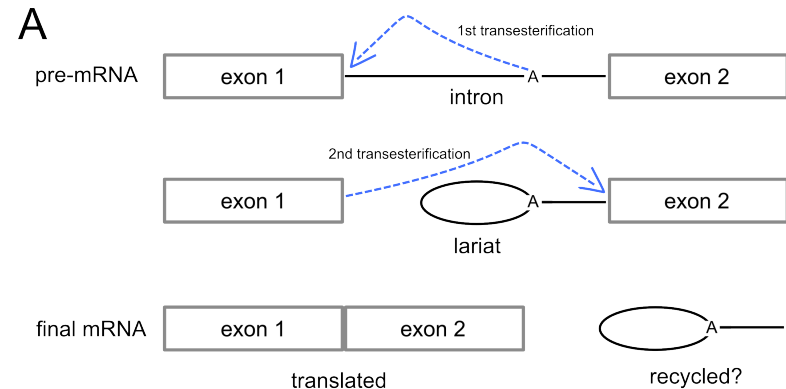 A
1st transesterification
pre-mRNA exon 1 A exon 2
intron
2nd transesterification
exon 1 A exon 2
lariat
final mRNA exon 1 exon 2 A
translated recycled?